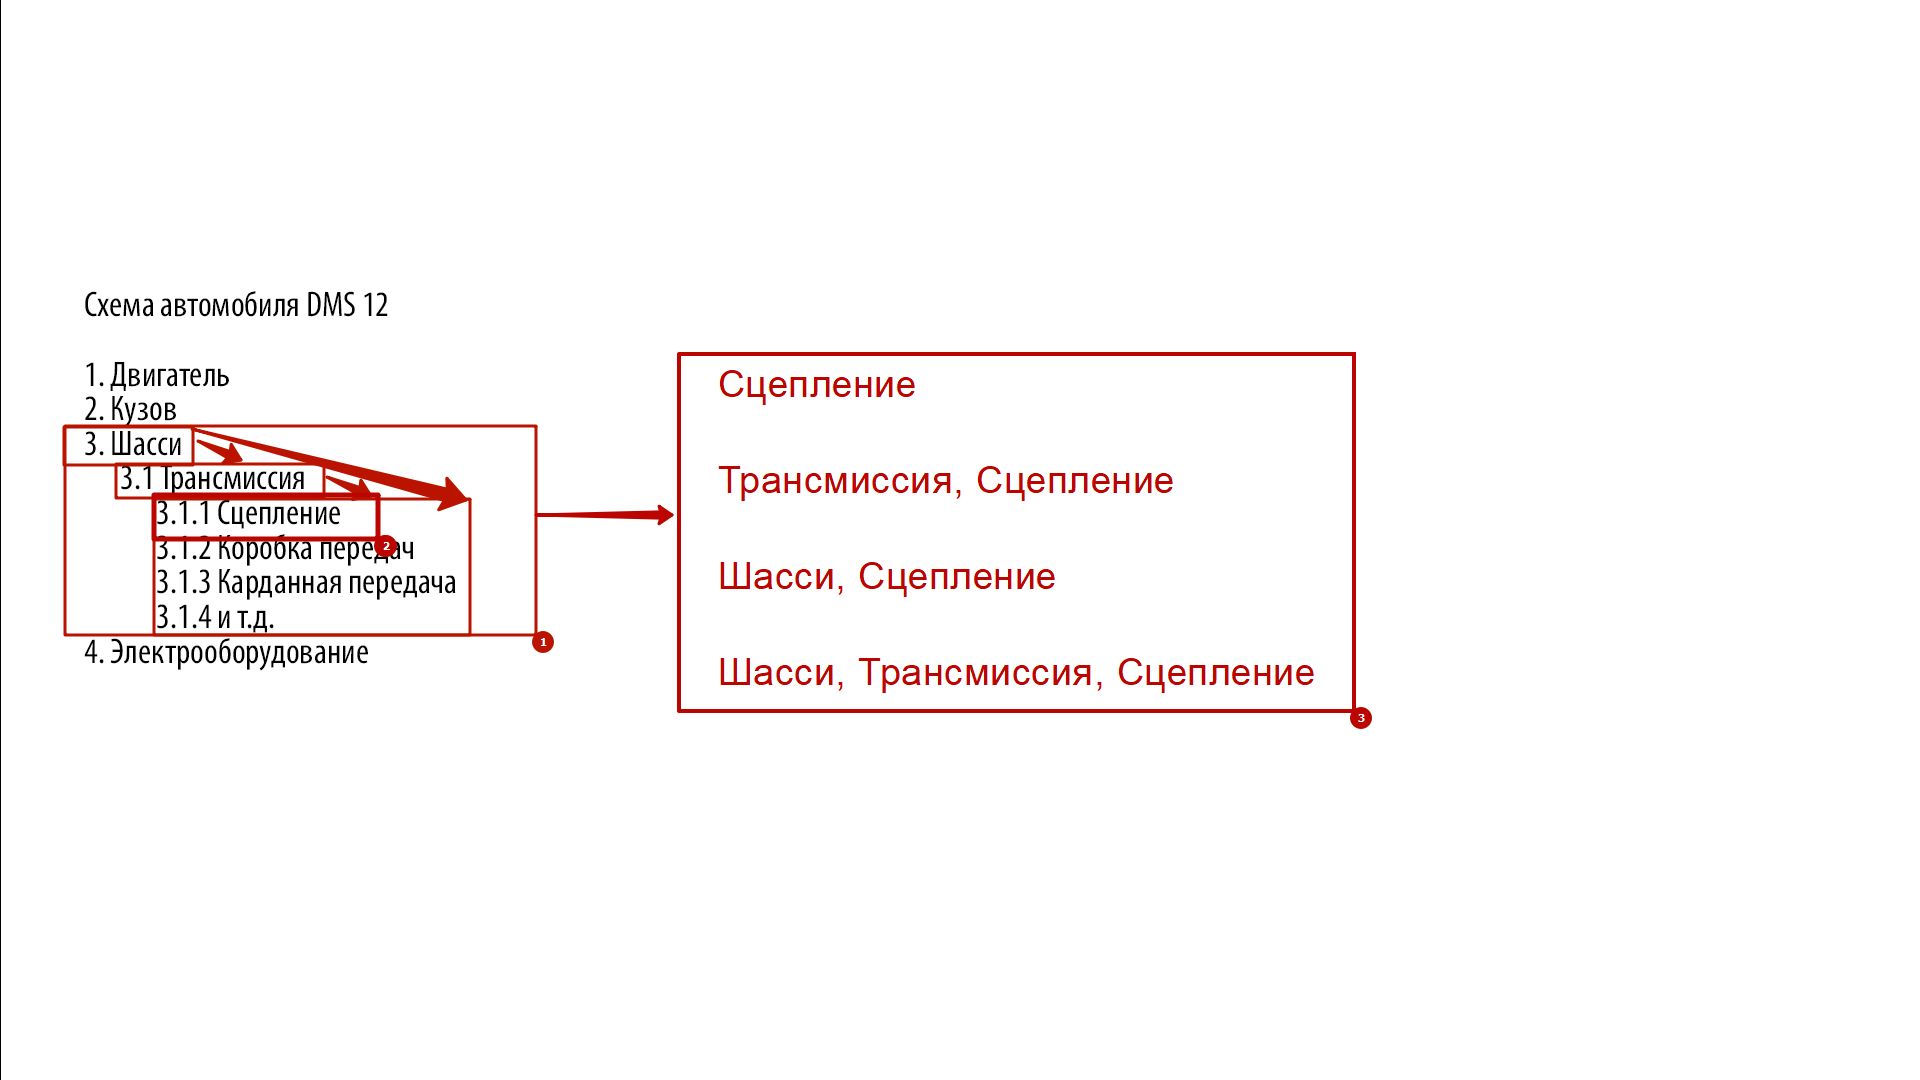 Схема автомобиля DMS 12
1. Двигатель
2. Кузов
3. Шасси
3.1 Трансмиссия
3.1.1 Сцепление
3.1.2 Коробка передач
2
3.1.3 Карданная передача
3.1.4 и т.д.
1
4. Электрооборудование
Сцепление
Трансмиссия, Сцепление
Шасси, Сцепление
Шасси, Трансмиссия, Сцепление
3